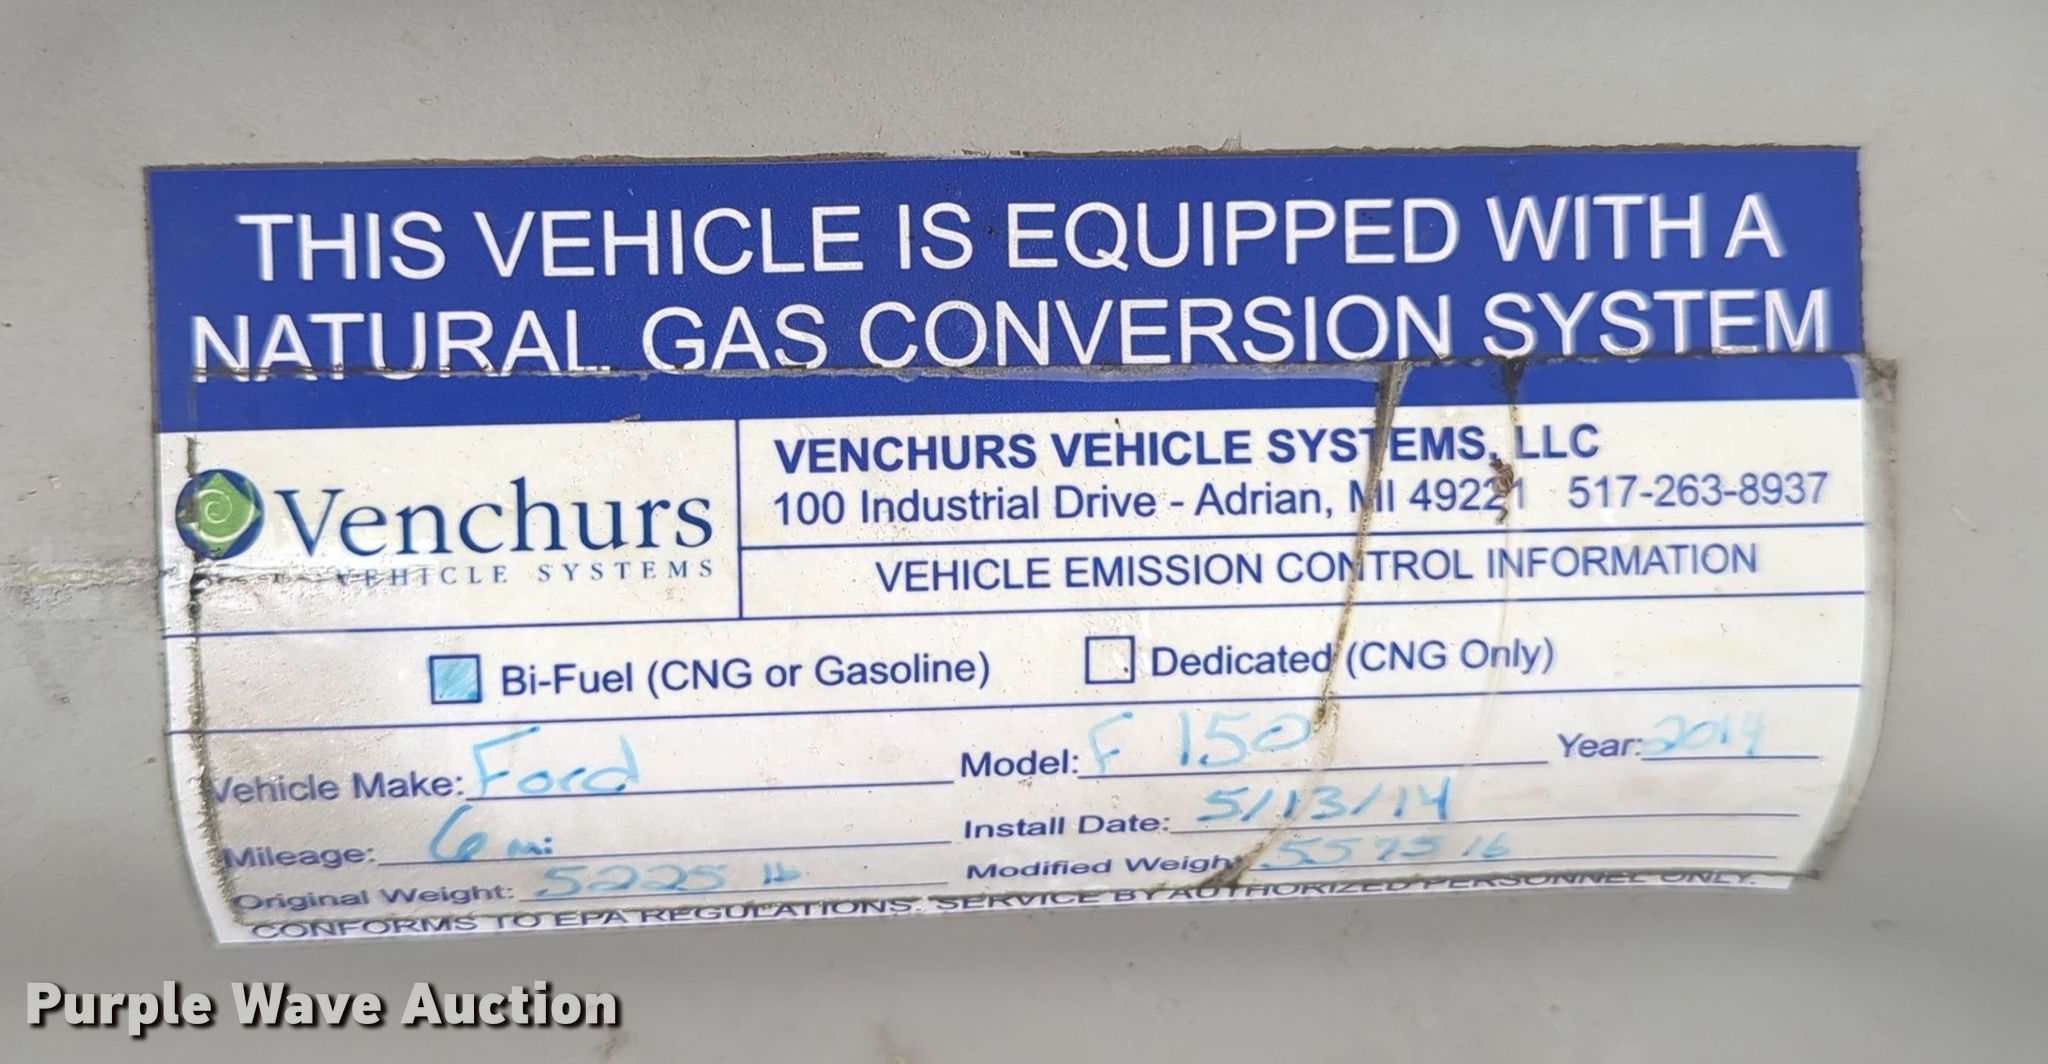 THIS VEHICLE IS EQUIPPED WITH A
NATURAL GAS CONVERSION SYSTEM
Venchurs
VEHICLE SYSTEMS
VENCHURS VEHICLE SYSTEMS, LLC
100 Industrial Drive - Adrian, MI 49221 517-263-8937
VEHICLE EMISSION CONTROL INFORMATION
Bi-Fuel (CNG or Gasoline) Dedicated (CNG Only)
Vehicle Make: Ford Model: F 150 Year: 2014
Mileage: 6 mi Install Date: 5/13/14
Original Weight: 5225 lb Modified Weight: 5575 lb
CONFORMS TO EPA REGULATIONS. SERVICE BY AUTHORIZED PERSONNEL ONLY.
Purple Wave Auction